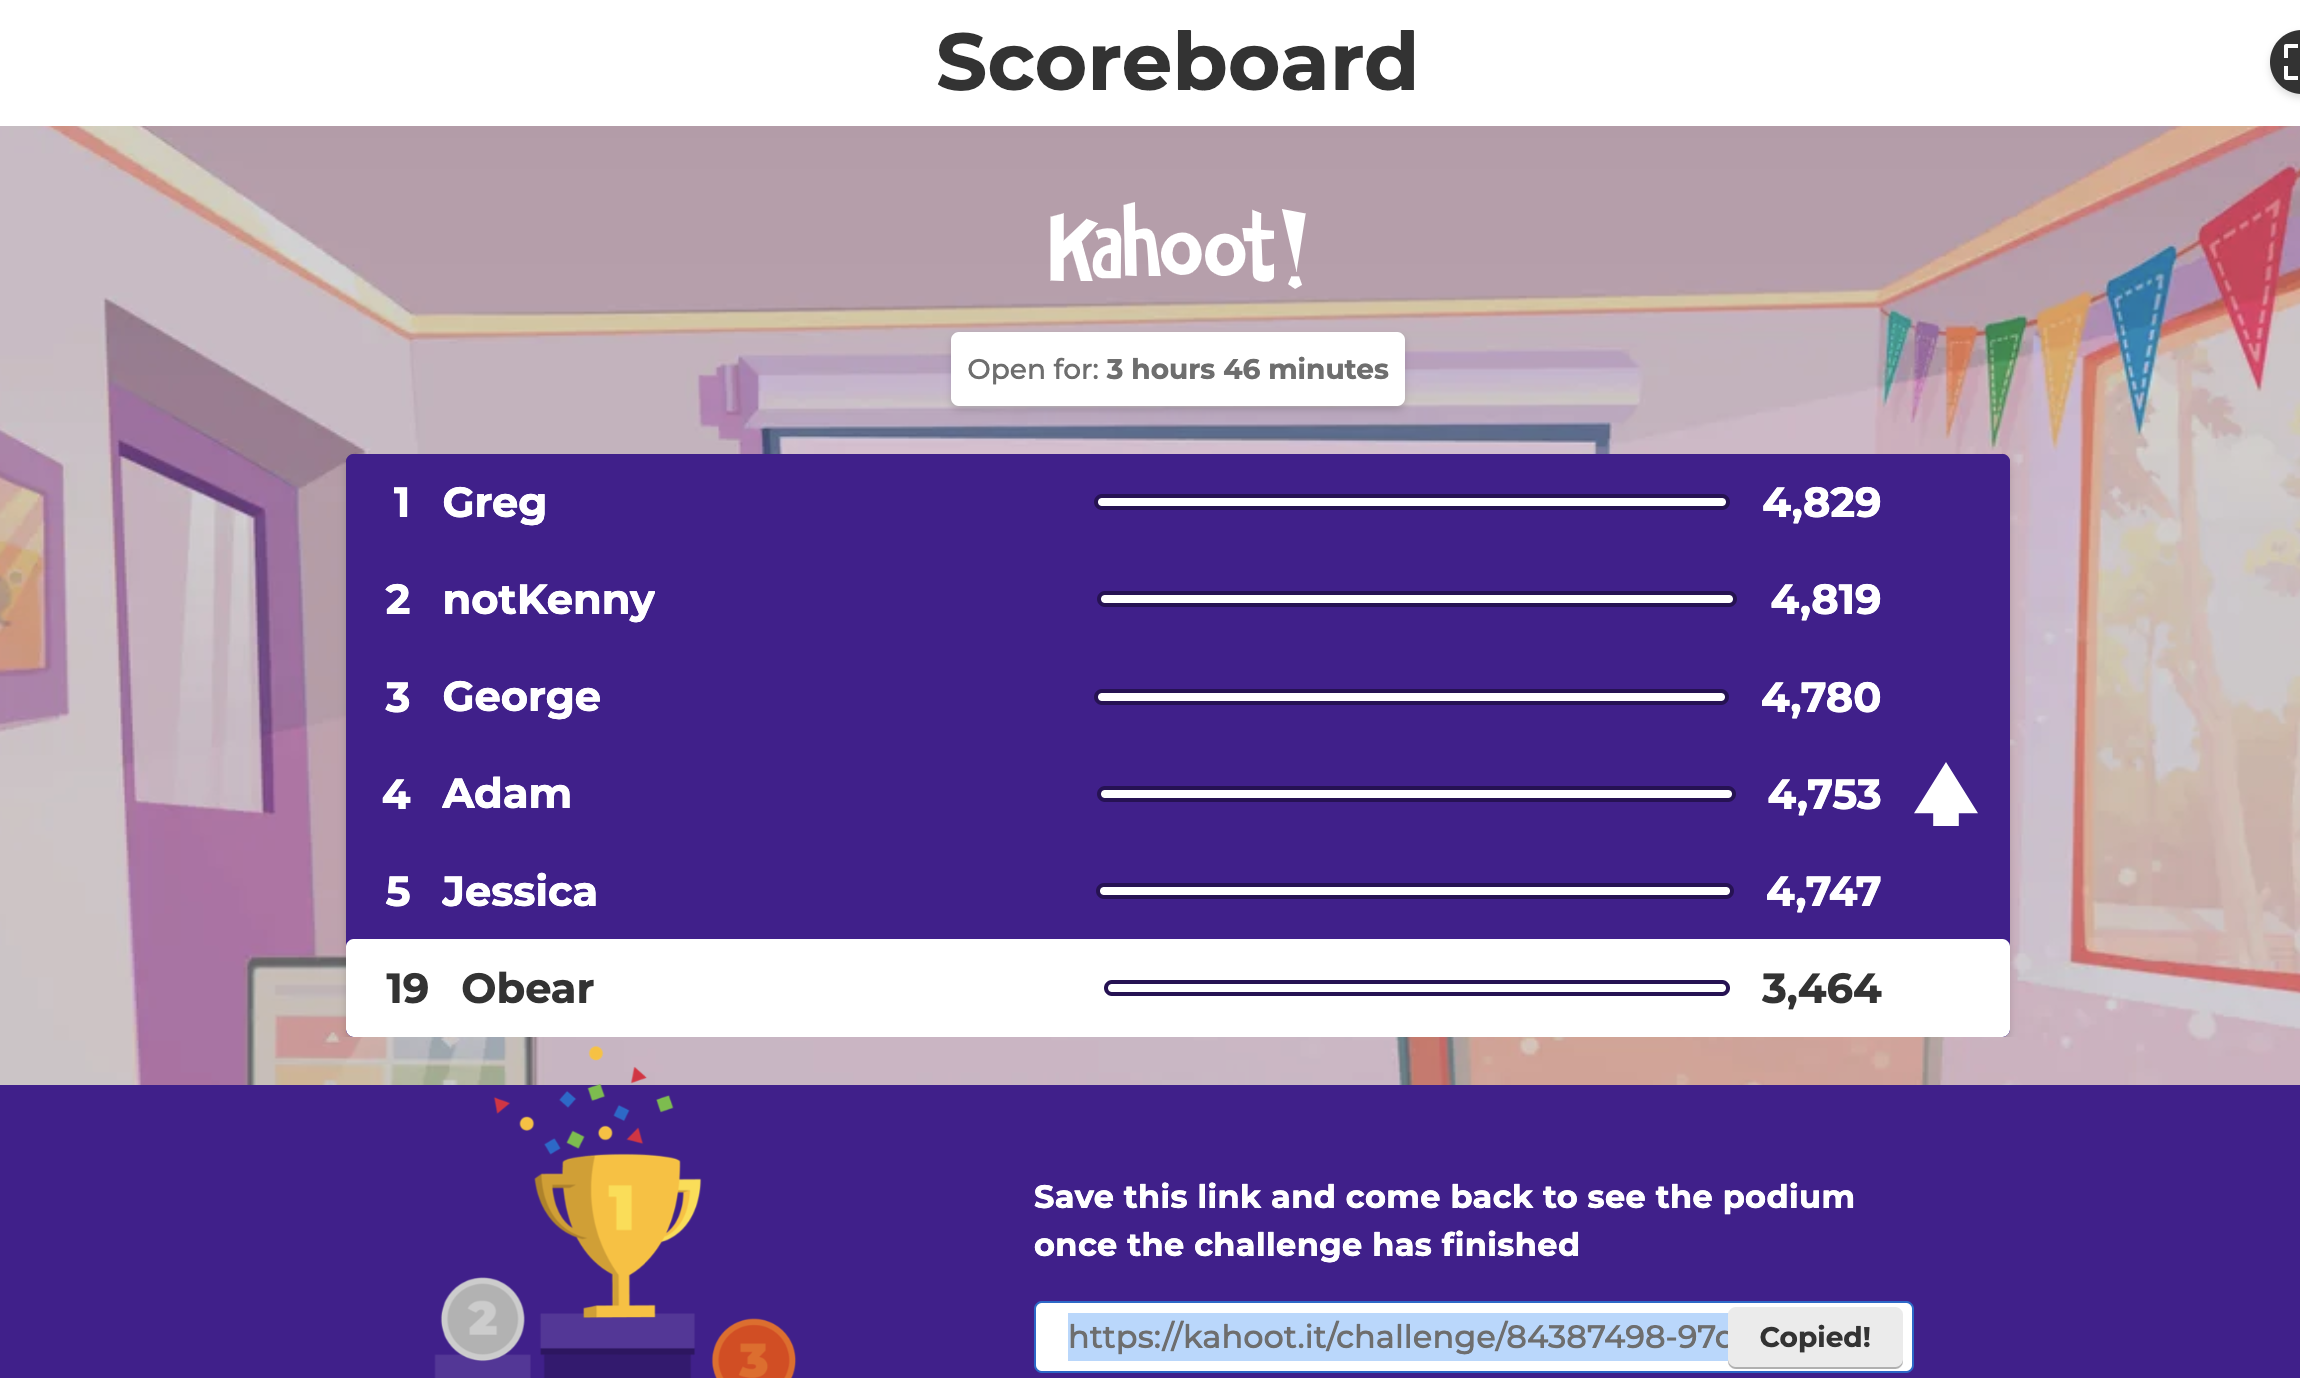 Scoreboard
Kahoot!
Open for: 3 hours 46 minutes
1 Greg 4,829
2 notKenny 4,819
3 George 4,780
4 Adam 4,753
5 Jessica 4,747
19 Obear 3,464
1
Save this link and come back to see the podium
once the challenge has finished
2
https://kahoot.it/challenge/84387498-97 Copied!
3